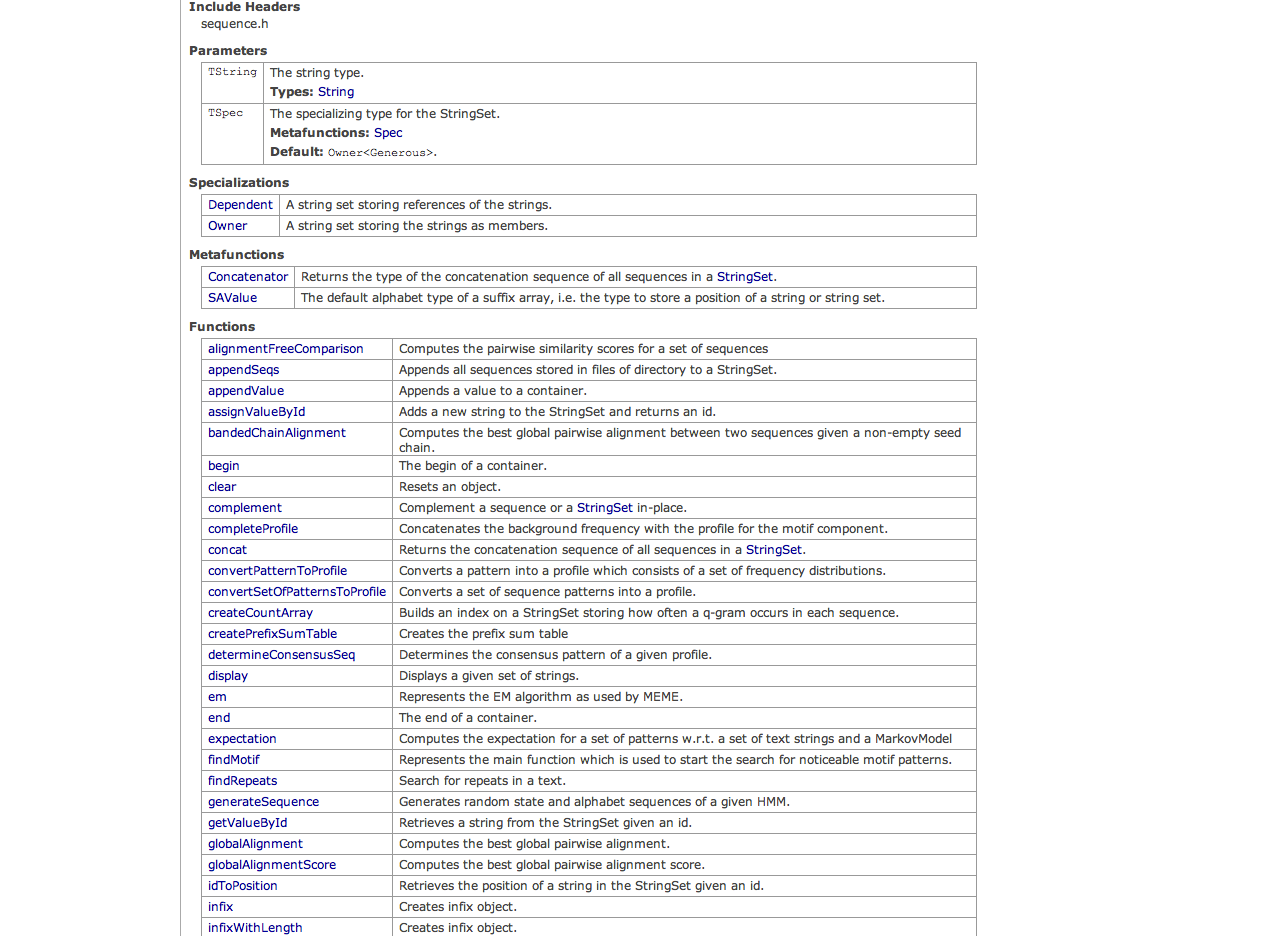 Include Headers
sequence.h
Parameters
TString The string type.
Types: String
TSpec The specializing type for the StringSet.
Metafunctions: Spec
Default: Owner<Generous>.
Specializations
Dependent A string set storing references of the strings.
Owner A string set storing the strings as members.
Metafunctions
Concatenator Returns the type of the concatenation sequence of all sequences in a StringSet.
SAValue The default alphabet type of a suffix array, i.e. the type to store a position of a string or string set.
Functions
alignmentFreeComparison Computes the pairwise similarity scores for a set of sequences
appendSeqs Appends all sequences stored in files of directory to a StringSet.
appendValue Appends a value to a container.
assignValueById Adds a new string to the StringSet and returns an id.
bandedChainAlignment Computes the best global pairwise alignment between two sequences given a non-empty seed
chain.
begin The begin of a container.
clear Resets an object.
complement Complement a sequence or a StringSet in-place.
completeProfile Concatenates the background frequency with the profile for the motif component.
concat Returns the concatenation sequence of all sequences in a StringSet.
convertPatternToProfile Converts a pattern into a profile which consists of a set of frequency distributions.
convertSetOfPatternsToProfile Converts a set of sequence patterns into a profile.
createCountArray Builds an index on a StringSet storing how often a q-gram occurs in each sequence.
createPrefixSumTable Creates the prefix sum table
determineConsensusSeq Determines the consensus pattern of a given profile.
display Displays a given set of strings.
em Represents the EM algorithm as used by MEME.
end The end of a container.
expectation Computes the expectation for a set of patterns w.r.t. a set of text strings and a MarkovModel
findMotif Represents the main function which is used to start the search for noticeable motif patterns.
findRepeats Search for repeats in a text.
generateSequence Generates random state and alphabet sequences of a given HMM.
getValueById Retrieves a string from the StringSet given an id.
globalAlignment Computes the best global pairwise alignment.
globalAlignmentScore Computes the best global pairwise alignment score.
idToPosition Retrieves the position of a string in the StringSet given an id.
infix Creates infix object.
infixWithLength Creates infix object.